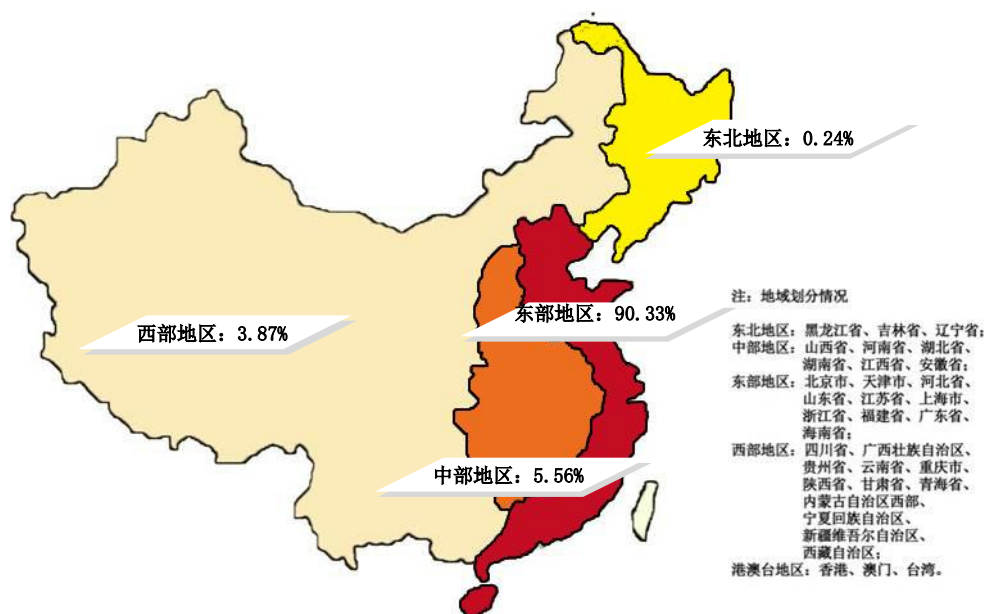 东北地区：0.24%
东部地区：90.33%
西部地区：3.87%
中部地区：5.56%
注：地域划分情况
东北地区：黑龙江省、吉林省、辽宁省；
中部地区：山西省、河南省、湖北省、
湖南省、江西省、安徽省；
东部地区：北京市、天津市、河北省、
山东省、江苏省、上海市、
浙江省、福建省、广东省、
海南省；
西部地区：四川省、广西壮族自治区、
贵州省、云南省、重庆市、
陕西省、甘肃省、青海省、
内蒙古自治区西部、
宁夏回族自治区、
新疆维吾尔自治区、
西藏自治区；
港澳台地区：香港、澳门、台湾。